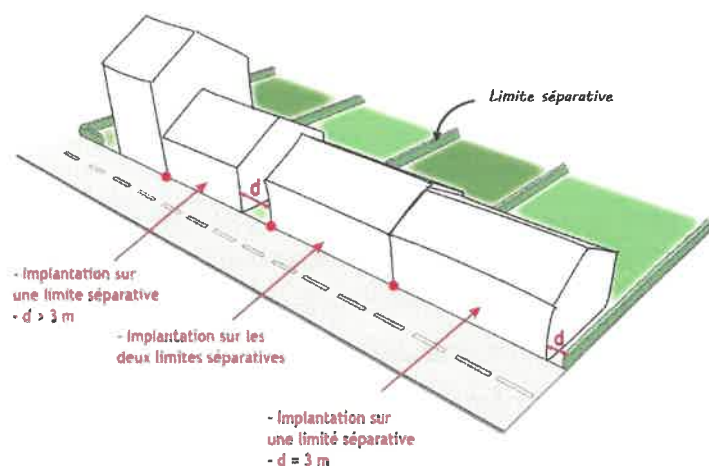 Limite séparative
d
- Implantation sur
une limite séparative
- d > 3 m
- Implantation sur les
deux limites séparatives
d
- Implantation sur
une limité séparative
- d = 3 m